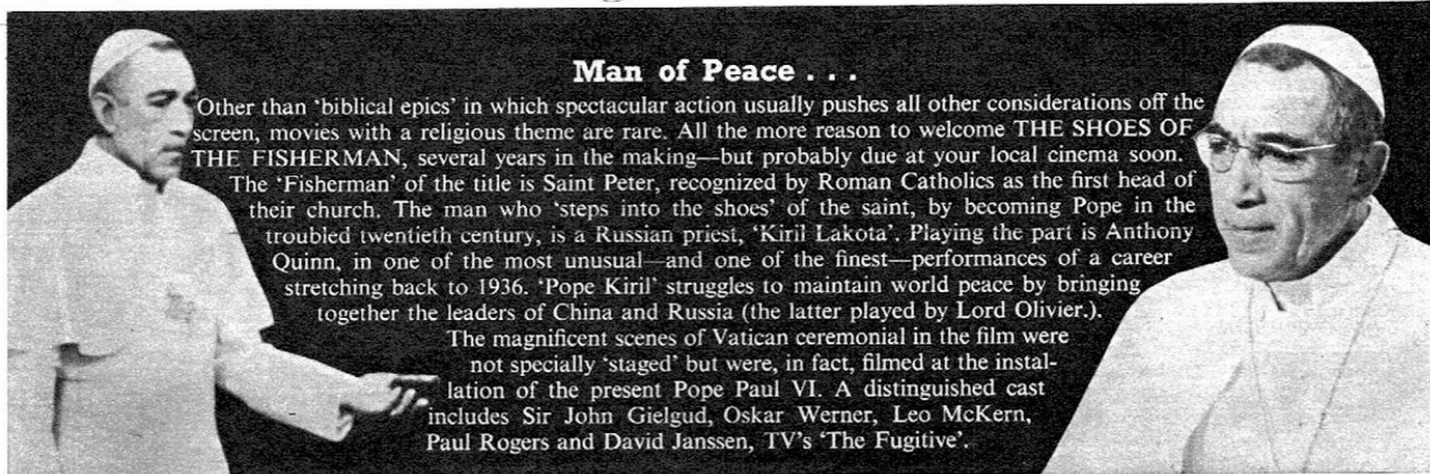 Man of Peace . . .
Other than ‘biblical epics’ in which spectacular action usually pushes all other considerations off the
screen, movies with a religious theme are rare. All the more reason to welcome THE SHOES OF
THE FISHERMAN, several years in the making—but probably due at your local cinema soon.
The ‘Fisherman’ of the title is Saint Peter, recognized by Roman Catholics as the first head of
their church. The man who ‘steps into the shoes’ of the saint, by becoming Pope in the
troubled twentieth century, is a Russian priest, ‘Kiril Lakota’. Playing the part is Anthony
Quinn, in one of the most unusual—and one of the finest—performances of a career
stretching back to 1936. ‘Pope Kiril’ struggles to maintain world peace by bringing
together the leaders of China and Russia (the latter played by Lord Olivier.).
The magnificent scenes of Vatican ceremonial in the film were
not specially ‘staged’ but were, in fact, filmed at the instal-
lation of the present Pope Paul VI. A distinguished cast
includes Sir John Gielgud, Oskar Werner, Leo McKern,
Paul Rogers and David Janssen, TV’s ‘The Fugitive’.